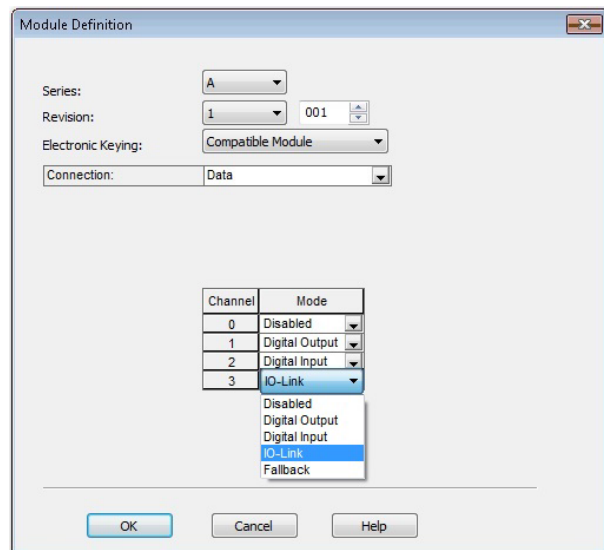 Module Definition
Series: A
Revision: 1 001
Electronic Keying: Compatible Module
Connection: Data
Channel Mode
0 Disabled
1 Digital Output
2 Digital Input
3 IO-Link
Disabled
Digital Output
Digital Input
IO-Link
Fallback
OK Cancel Help